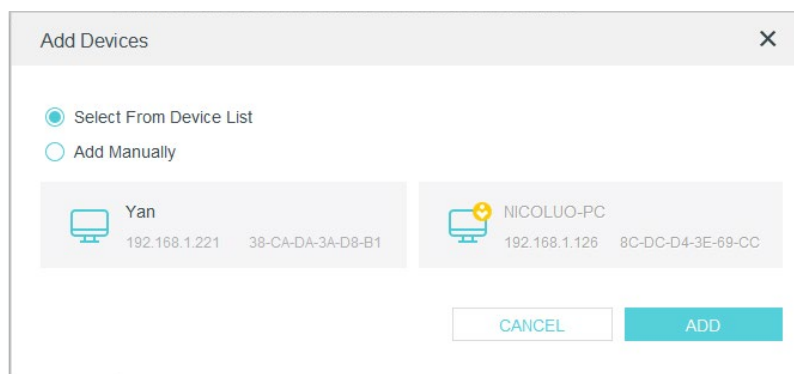 Add Devices
Select From Device List
Add Manually
Yan
192.168.1.221 38-CA-DA-3A-D8-B1
NICOLUO-PC
192.168.1.126 8C-DC-D4-3E-69-CC
CANCEL ADD